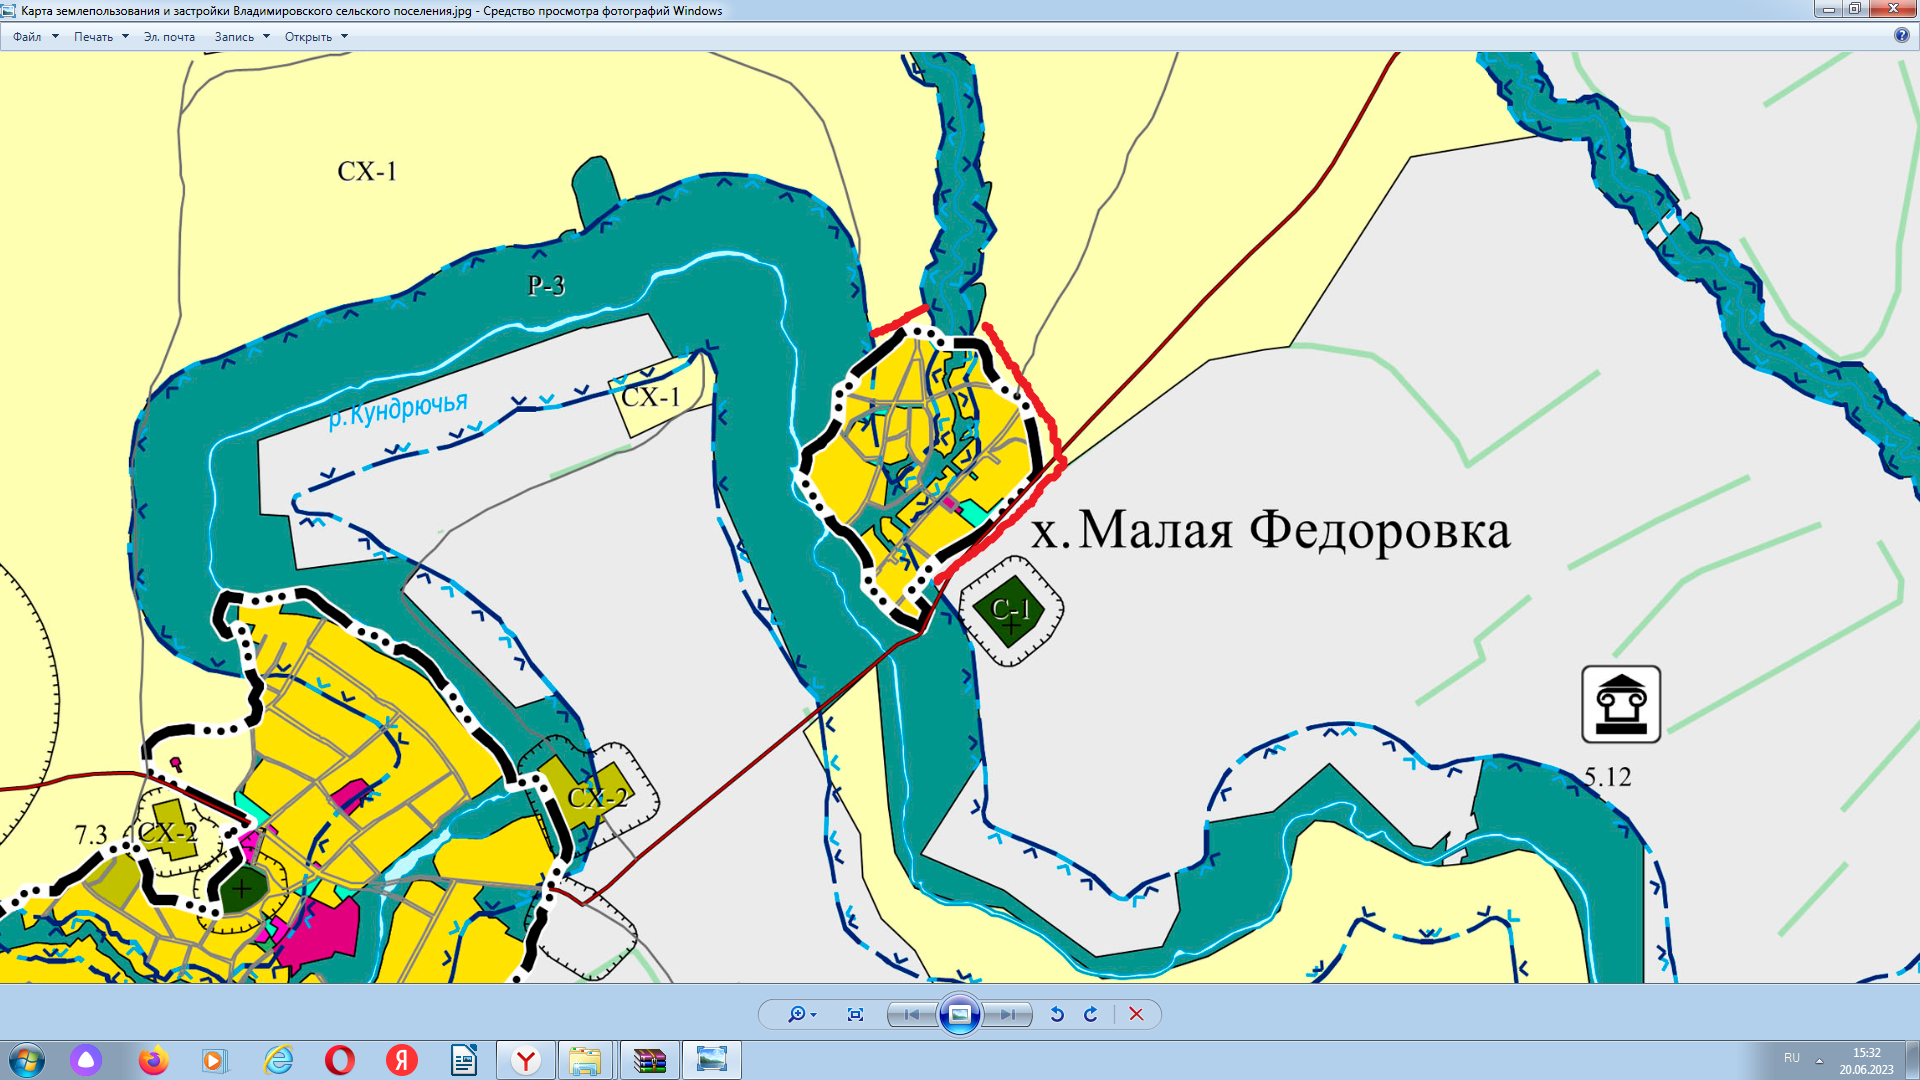 Карта землепользования и застройки Владимировского сельского поселения.jpg - Средство просмотра фотографий Windows
Файл Печать Эл. почта Запись Открыть
СХ-1
Р-3
р.Кундрючья
СХ-1
х. Малая Федоровка
С-1
5.12
СХ-2
7.3
СХ-2
RU
15:32
20.06.2023